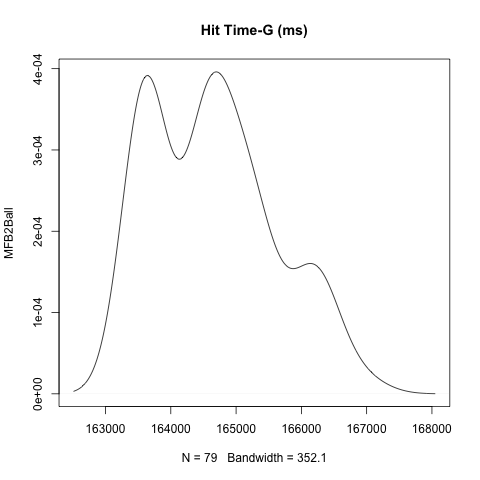 Hit Time-G (ms)
MFB2Ball
4e-04
3e-04
2e-04
1e-04
0e+00
163000 164000 165000 166000 167000 168000
N = 79 Bandwidth = 352.1